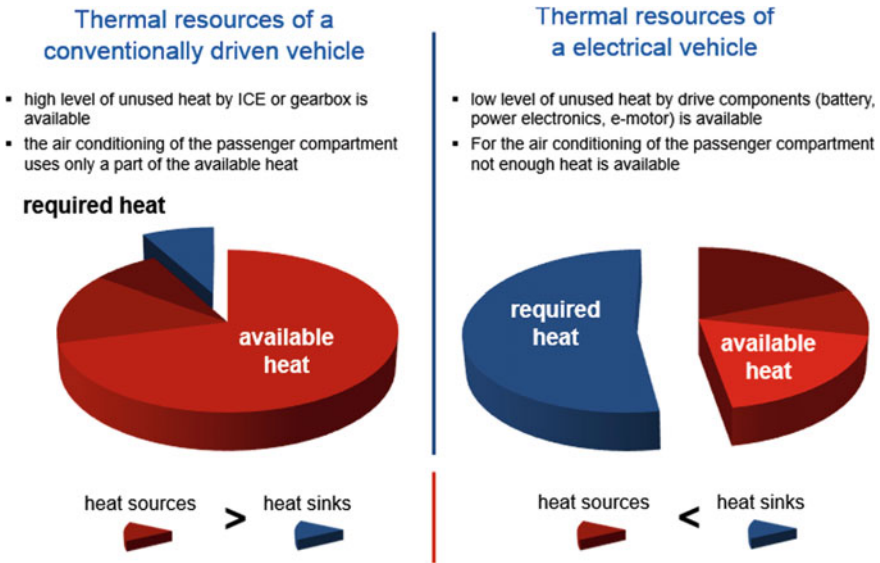 Thermal resources of a
conventionally driven vehicle
▪ high level of unused heat by ICE or gearbox is
available
▪ the air conditioning of the passenger compartment
uses only a part of the available heat
required heat
available
heat
heat sources > heat sinks
Thermal resources of
a electrical vehicle
▪ low level of unused heat by drive components (battery,
power electronics, e-motor) is available
▪ For the air conditioning of the passenger compartment
not enough heat is available
required
heat
available
heat
heat sources < heat sinks